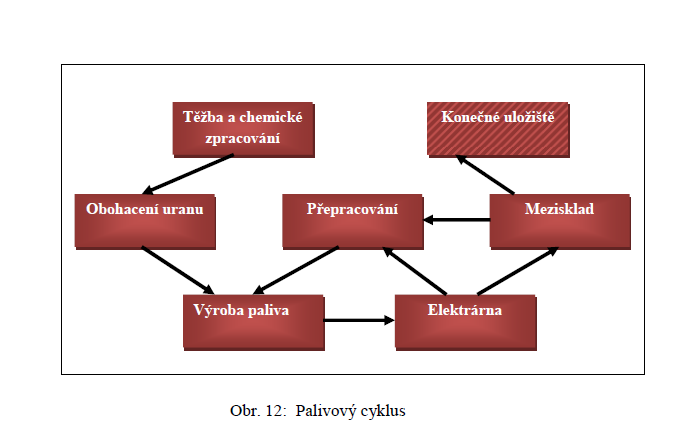 Těžba a chemické
zpracování
Konečné uložiště
Obohacení uranu
Přepracování
Mezisklad
Výroba paliva
Elektrárna
Obr. 12: Palivový cyklus